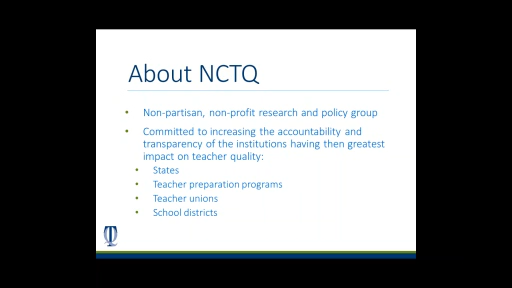 About NCTQ
• Non-partisan, non-profit research and policy group
• Committed to increasing the accountability and
transparency of the institutions having then greatest
impact on teacher quality:
• States
• Teacher preparation programs
• Teacher unions
• School districts